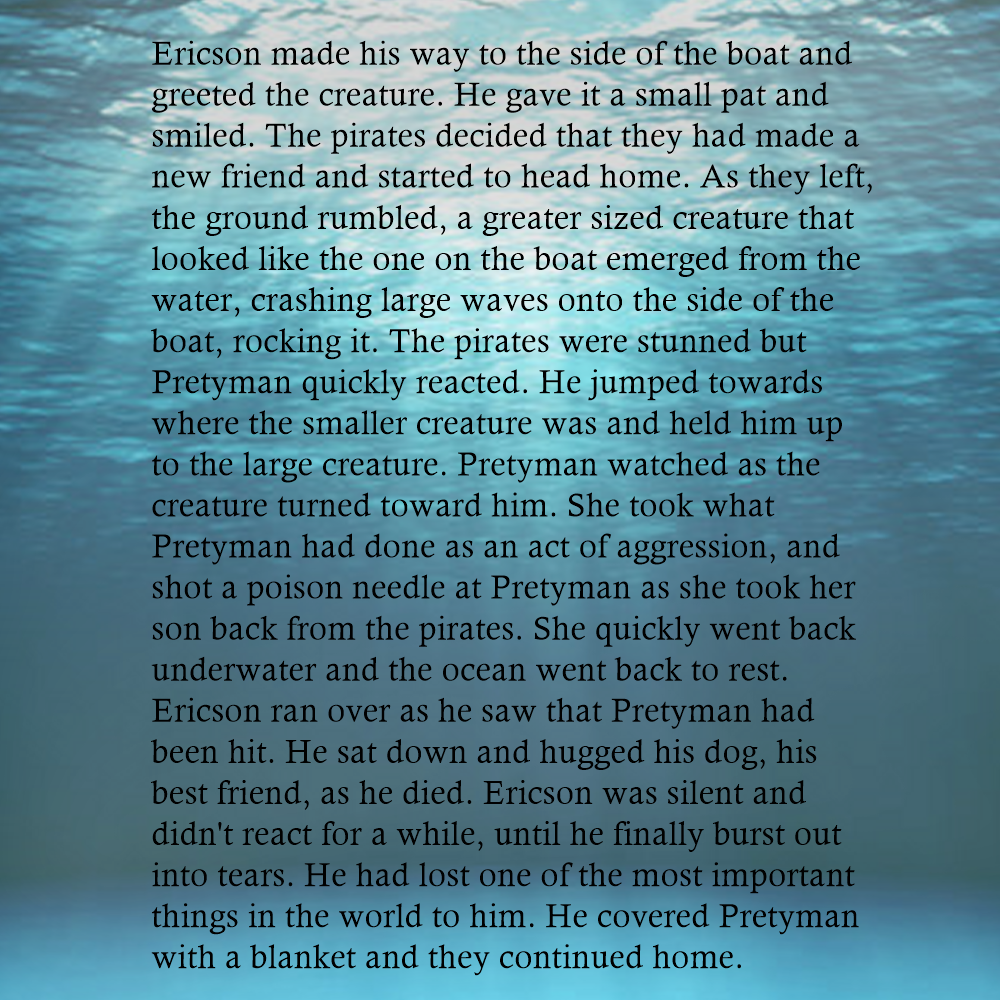 Ericson made his way to the side of the boat and
greeted the creature. He gave it a small pat and
smiled. The pirates decided that they had made a
new friend and started to head home. As they left,
the ground rumbled, a greater sized creature that
looked like the one on the boat emerged from the
water, crashing large waves onto the side of the
boat, rocking it. The pirates were stunned but
Pretyman quickly reacted. He jumped towards
where the smaller creature was and held him up
to the large creature. Pretyman watched as the
creature turned toward him. She took what
Pretyman had done as an act of aggression, and
shot a poison needle at Pretyman as she took her
son back from the pirates. She quickly went back
underwater and the ocean went back to rest.
Ericson ran over as he saw that Pretyman had
been hit. He sat down and hugged his dog, his
best friend, as he died. Ericson was silent and
didn't react for a while, until he finally burst out
into tears. He had lost one of the most important
things in the world to him. He covered Pretyman
with a blanket and they continued home.